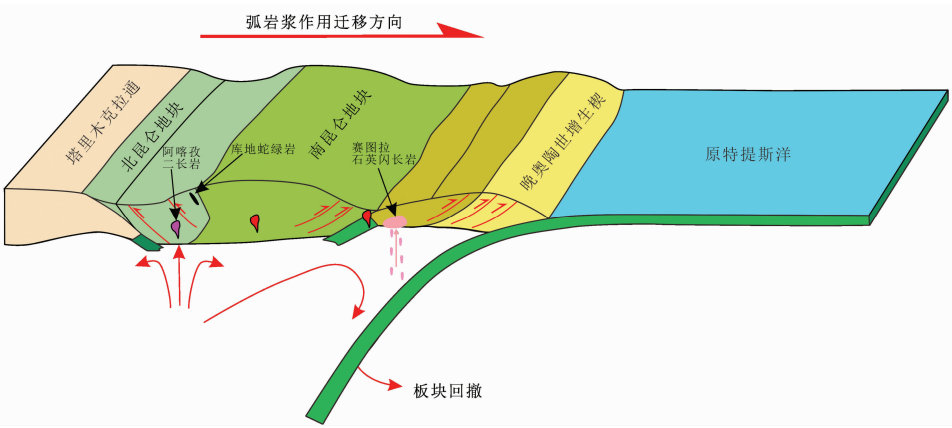 弧岩浆作用迁移方向
塔里木克拉通
北昆仑地块
阿喀孜
二长岩
库地蛇绿岩
南昆仑地块
赛图拉
石英闪长岩
晚奥陶世增生楔
原特提斯洋
板块回撤